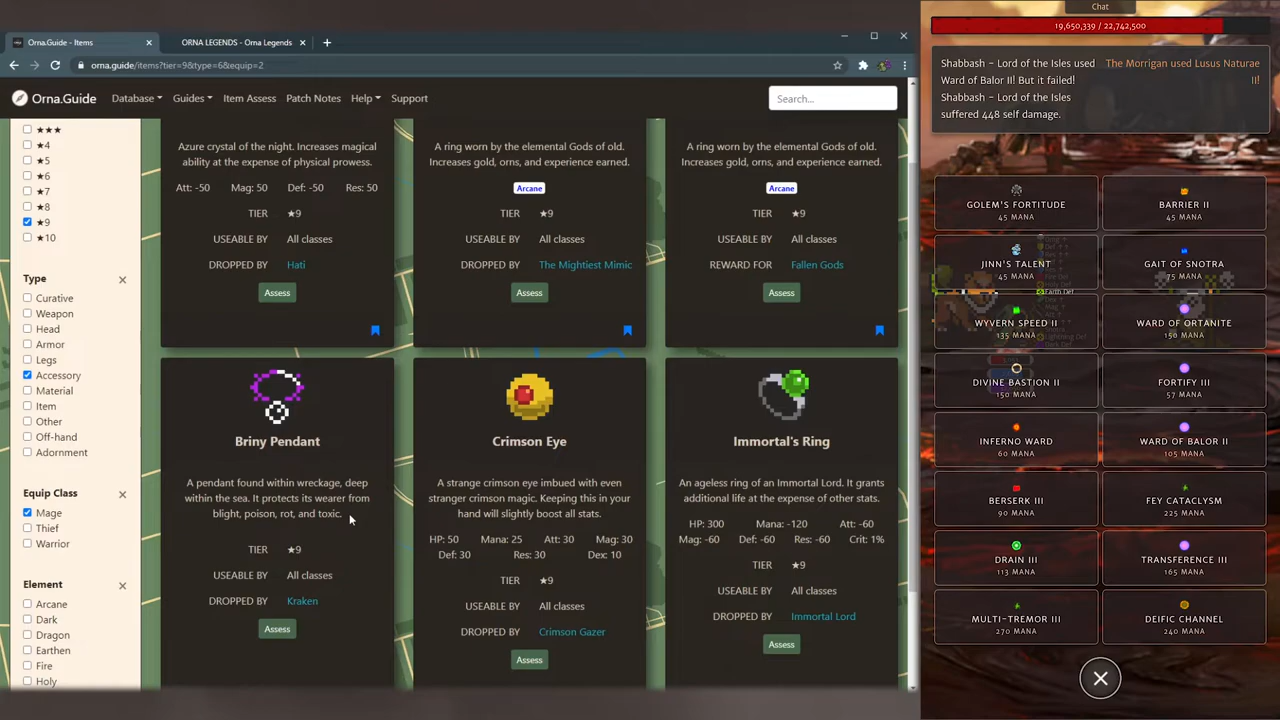 Orna.Guide - Items
ORNA LEGENDS - Orna Legends
orna.guide/items?tier=9&type=6&equip=2
Orna.Guide
Database
Guides
Item Assess
Patch Notes
Help
Support
Search...
★★★
★4
★5
★6
★7
★8
★9
★10
Type
Curative
Weapon
Head
Armor
Legs
Accessory
Material
Item
Other
Off-hand
Adornment
Equip Class
Mage
Thief
Warrior
Element
Arcane
Dark
Dragon
Earthen
Fire
Holy
Azure crystal of the night. Increases magical
ability at the expense of physical prowess.
Att: -50 Mag: 50 Def: -50 Res: 50
TIER ★9
USEABLE BY All classes
DROPPED BY Hati
Assess
A ring worn by the elemental Gods of old.
Increases gold, orns, and experience earned.
Arcane
TIER ★9
USEABLE BY All classes
DROPPED BY The Mightiest Mimic
Assess
A ring worn by the elemental Gods of old.
Increases gold, orns, and experience earned.
Arcane
TIER ★9
USEABLE BY All classes
REWARD FOR Fallen Gods
Assess
Briny Pendant
A pendant found within wreckage, deep
within the sea. It protects its wearer from
blight, poison, rot, and toxic.
TIER ★9
USEABLE BY All classes
DROPPED BY Kraken
Assess
Crimson Eye
A strange crimson eye imbued with even
stranger crimson magic. Keeping this in your
hand will slightly boost all stats.
HP: 50 Mana: 25 Att: 30 Mag: 30
Def: 30 Res: 30 Dex: 10
TIER ★9
USEABLE BY All classes
DROPPED BY Crimson Gazer
Assess
Immortal's Ring
An ageless ring of an Immortal Lord. It grants
additional life at the expense of other stats.
HP: 300 Mana: -120 Att: -60
Mag: -60 Def: -60 Res: -60 Crit: 1%
TIER ★9
USEABLE BY All classes
DROPPED BY Immortal Lord
Assess
Chat
19,650,339 / 22,742,500
Shabbash – Lord of the Isles used
Ward of Balor II! But it failed!
Shabbash – Lord of the Isles
suffered 448 self damage.
The Morrigan used Lusus Naturae
II!
GOLEM'S FORTITUDE
45 MANA
BARRIER II
45 MANA
JINN'S TALENT
45 MANA
GAIT OF SNOTRA
75 MANA
WYVERN SPEED II
135 MANA
WARD OF ORTANITE
150 MANA
DIVINE BASTION II
150 MANA
FORTIFY III
57 MANA
INFERNO WARD
60 MANA
WARD OF BALOR II
105 MANA
BERSERK III
90 MANA
FEY CATACLYSM
225 MANA
DRAIN III
113 MANA
TRANSFERENCE III
165 MANA
MULTI-TREMOR III
270 MANA
DEIFIC CHANNEL
240 MANA